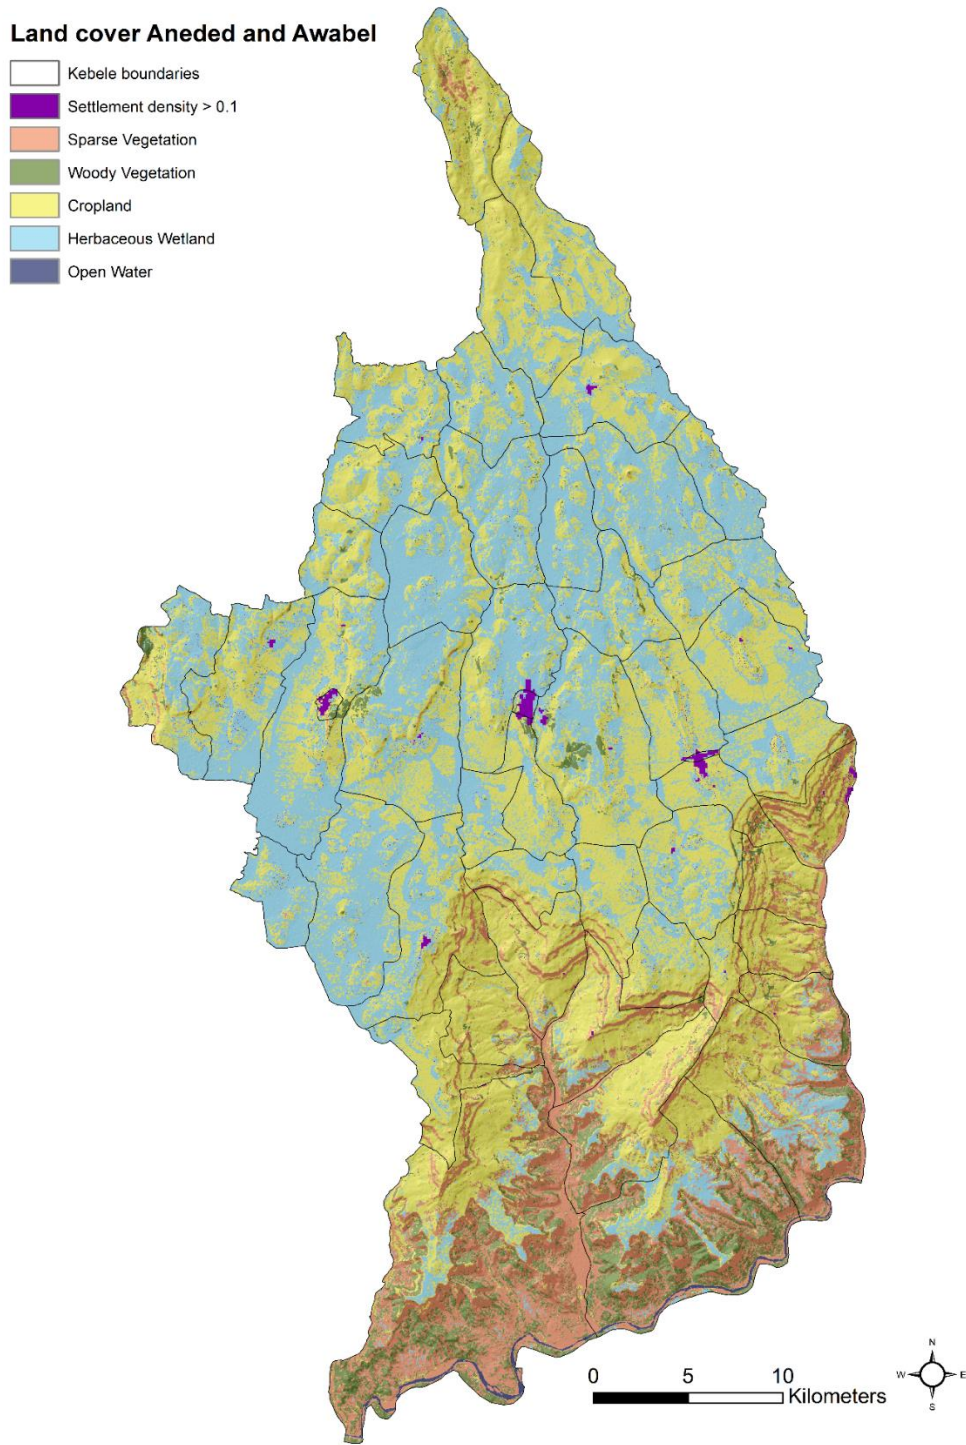 Land cover Aneded and Awabel
Kebele boundaries
Settlement density > 0.1
Sparse Vegetation
Woody Vegetation
Cropland
Herbaceous Wetland
Open Water
N
W E
S
0 5 10
Kilometers